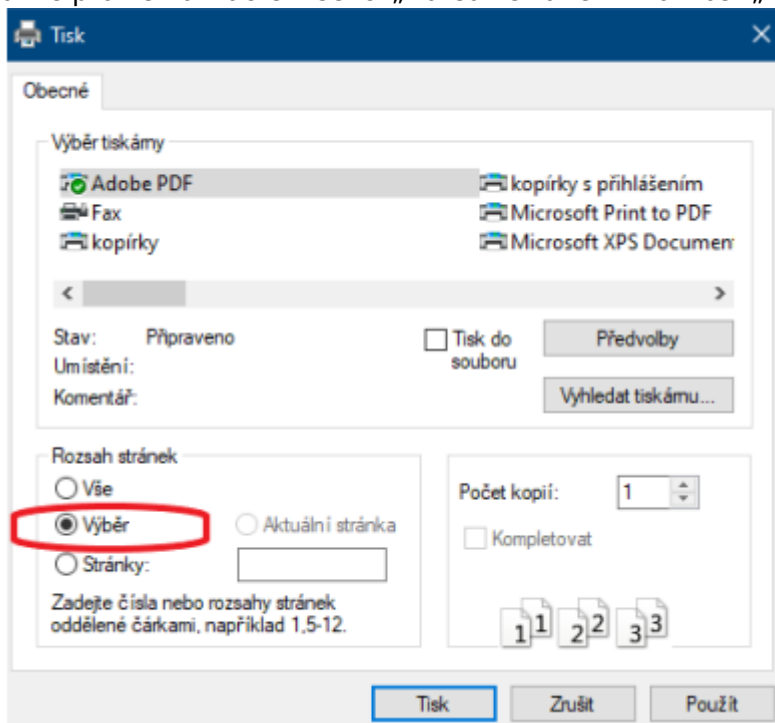 Tisk
Obecné
Výběr tiskárny
Adobe PDF
kopírky s přihlášením
Fax
Microsoft Print to PDF
kopírky
Microsoft XPS Documen
Stav: Připraveno
Tisk do souboru
Předvolby
Umístění:
Komentář:
Vyhledat tiskárnu...
Rozsah stránek
Vše
Výběr
Aktuální stránka
Stránky:
Zadejte čísla nebo rozsahy stránek
oddělené čárkami, například 1,5-12.
Počet kopií: 1
Kompletovat
1 1 2 2 3 3
Tisk
Zrušit
Použít